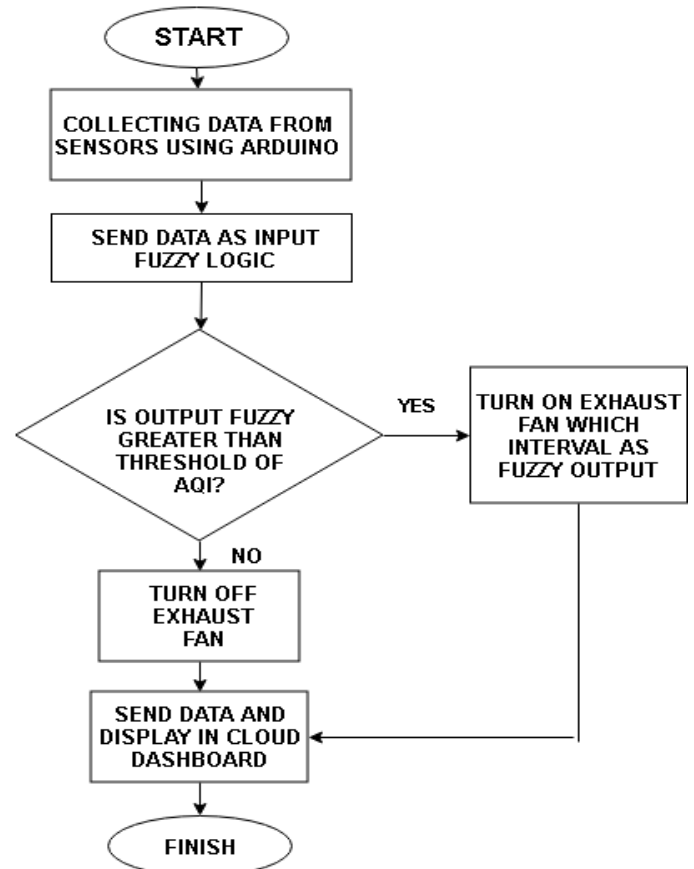 START
COLLECTING DATA FROM
SENSORS USING ARDUINO
SEND DATA AS INPUT
FUZZY LOGIC
IS OUTPUT FUZZY
GREATER THAN
THRESHOLD OF
AQI?
YES
TURN ON EXHAUST
FAN WHICH
INTERVAL AS
FUZZY OUTPUT
NO
TURN OFF
EXHAUST
FAN
SEND DATA AND
DISPLAY IN CLOUD
DASHBOARD
FINISH